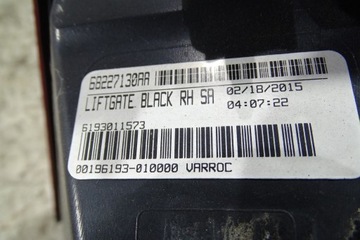 68227130AA
LIFTGATE BLACK RH SA 02/18/2015
04:07:22
6193011573
00196193-010000 VARROC